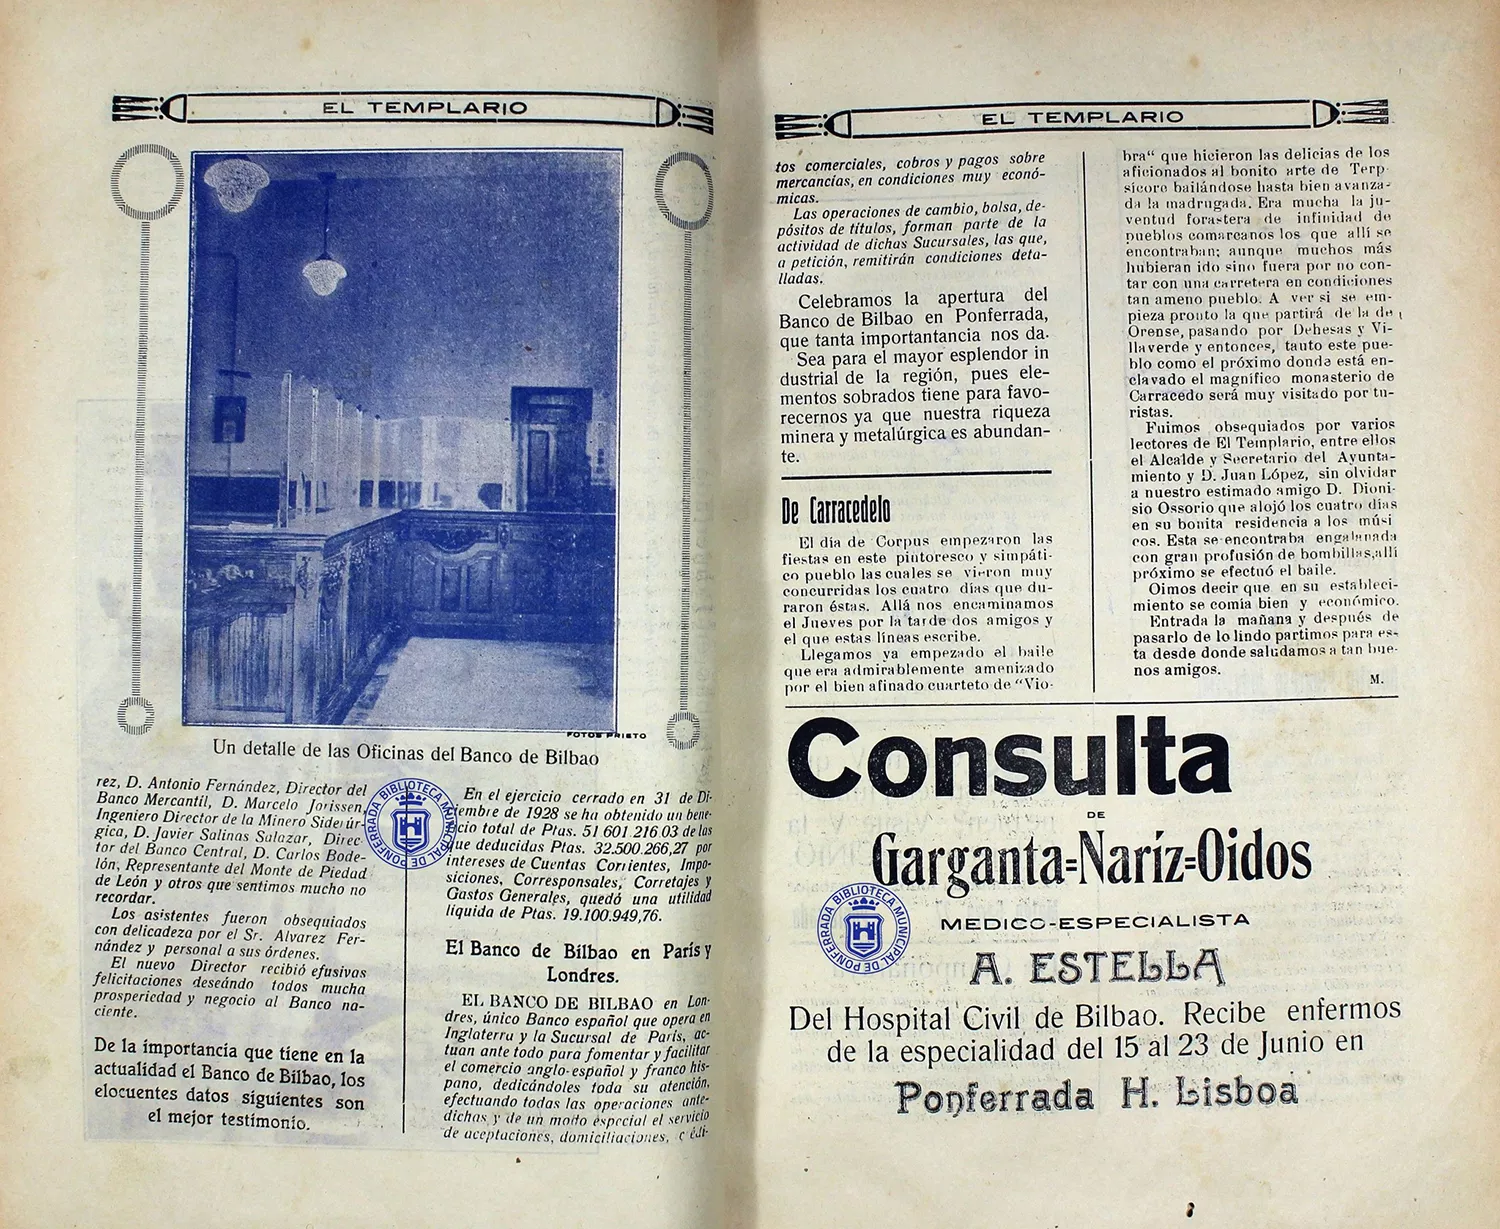 EL TEMPLARIO
FOTOS PRIETO
Un detalle de las Oficinas del Banco de Bilbao
rez, D. Antonio Fernández, Director del
Banco Mercantil, D. Marcelo Jorissen,
Ingeniero Director de la Minero Siderúr-
gica, D. Javier Salinas Salazar, Direc
tor del Banco Central, D. Carlos Bode-
lón, Representante del Monte de Piedad
de León y otros que sentimos mucho no
recordar.
Los asistentes fueron obsequiados
con delicadeza por el Sr. Alvarez Fer-
nández y personal a sus órdenes.
El nuevo Director recibió efusivas
felicitaciones deseándo todos mucha
prosperiedad y negocio al Banco na-
ciente.
De la importancia que tiene en la
actualidad el Banco de Bilbao, los
elocuentes datos siguientes son
el mejor testimonio.
BIBLIOTECA MUNICIPAL DE PONFERRADA
En el ejercicio cerrado en 31 de Di-
ciembre de 1928 se ha obtenido un bene-
ficio total de Ptas. 51 601.216 03 de las
que deducidas Ptas. 32.500.266,27 por
intereses de Cuentas Corrientes, Impo-
siciones, Corresponsales, Corretajes y
Gastos Generales, quedó una utilidad
líquida de Ptas. 19.100.949,76.
El Banco de Bilbao en París y
Londres.
EL BANCO DE BILBAO en Lon-
dres, único Banco español que opera en
Inglaterra y la Sucursal de París, ac-
tuan ante todo para fomentar y facilitar
el comercio anglo-español y franco his-
pano, dedicándoles toda su atención,
efectuando todas las operaciones ante-
dichas y de un modo especial el servicio
de aceptaciones, domiciliaciones, crédi-
EL TEMPLARIO
tos comerciales, cobros y pagos sobre
mercancías, en condiciones muy econó-
micas.
Las operaciones de cambio, bolsa, de-
pósitos de títulos, forman parte de la
actividad de dichas Sucursales, las que,
a petición, remitirán condiciones deta-
lladas.
Celebramos la apertura del
Banco de Bilbao en Ponferrada,
que tanta importantancia nos da.
Sea para el mayor esplendor in
dustrial de la región, pues ele-
mentos sobrados tiene para favo-
recernos ya que nuestra riqueza
minera y metalúrgica es abundan-
te.
De Carracedelo
El día de Corpus empezaron las
fiestas en este pintoresco y simpáti-
co pueblo las cuales se vieron muy
concurridas los cuatro días que du-
raron éstas. Allá nos encaminamos
el Jueves por la tarde dos amigos y
el que estas líneas escribe.
Llegamos ya empezado el baile
que era admirablemente amenizado
por el bien afinado cuarteto de "Vio-
bra" que hicieron las delicias de los
aficionados al bonito arte de Terp
sícore bailándose hasta bien avanza-
da la madrugada. Era mucha la ju-
ventud forastera de infinidad de
pueblos comarcanos los que allí se
encontraban; aunque muchos más
hubieran ido sino fuera por no con-
tar con una carretera en condiciones
tan ameno pueblo. A ver si se em-
pieza pronto la que partirá de la de
Orense, pasando por Dehesas y Vi-
llaverde y entonces, tauto este pue-
blo como el próximo donde está en-
clavado el magnífico monasterio de
Carracedo será muy visitado por tu-
ristas.
Fuimos obsequiados por varios
lectores de El Templario, entre ellos
el Alcalde y Secretario del Ayunta-
miento y D. Juan López, sin olvidar
a nuestro estimado amigo D. Dioni-
sio Ossorio que alojó los cuatro días
en su bonita residencia a los músi
cos. Esta se encontraba engalanada
con gran profusión de bombillas,allí
próximo se efectuó el baile.
Oimos decir que en su estableci-
miento se comía bien y económico.
Entrada la mañana y después de
pasarlo de lo lindo partimos para es-
ta desde donde saludamos a tan bue-
nos amigos.
M.
Consulta
DE
Garganta=Naríz=Oidos
MEDICO-ESPECIALISTA
BIBLIOTECA MUNICIPAL DE PONFERRADA
A. ESTELLA
Del Hospital Civil de Bilbao. Recibe enfermos
de la especialidad del 15 al 23 de Junio en
Ponferrada H. Lisboa